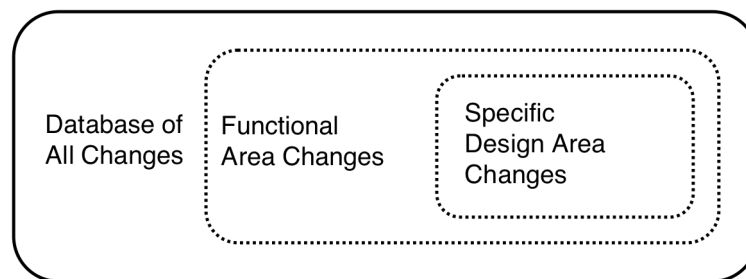 Database of
All Changes
Functional
Area Changes
Specific
Design Area
Changes